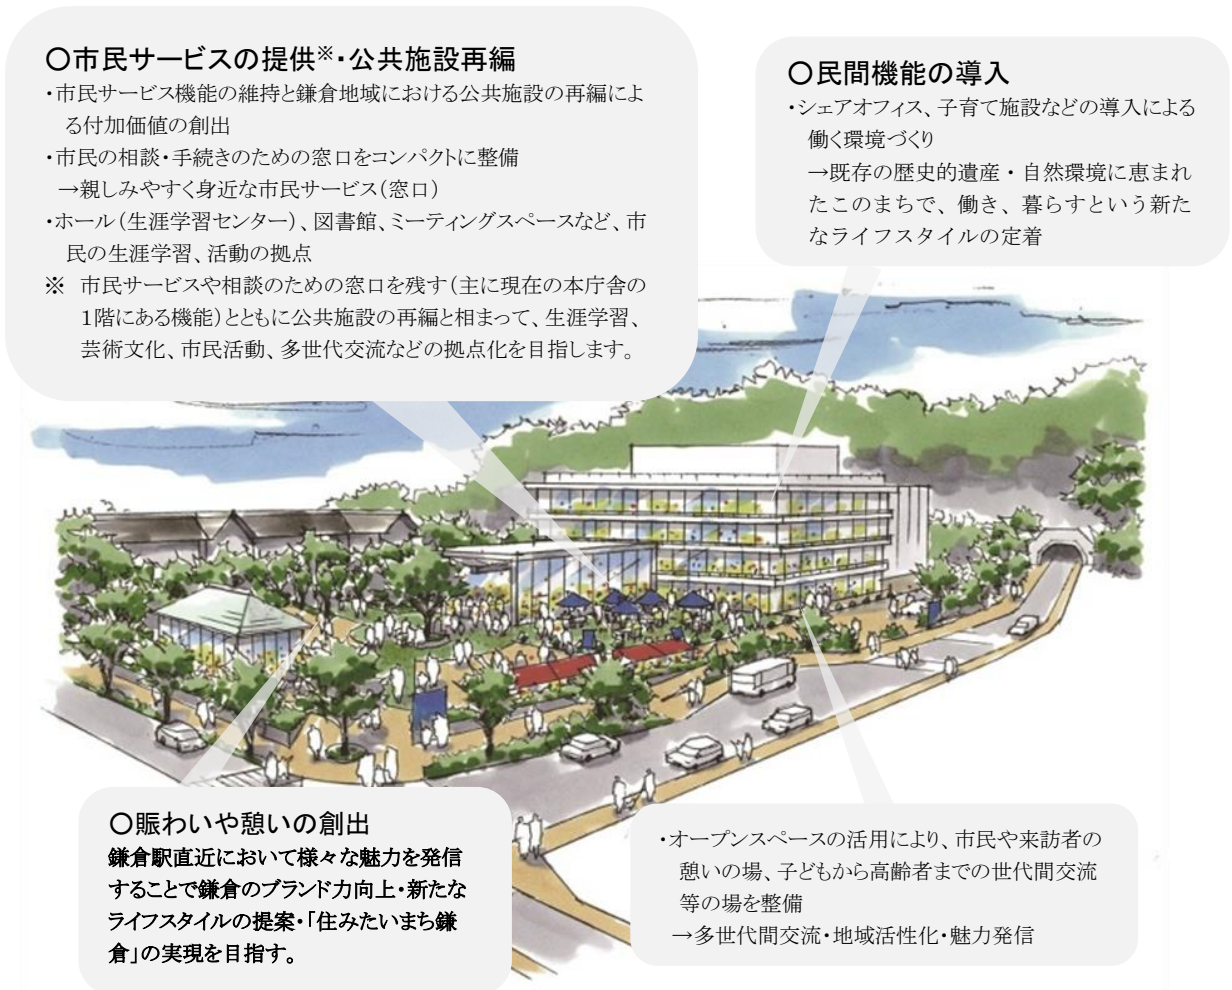 〇市民サービスの提供※・公共施設再編
・市民サービス機能の維持と鎌倉地域における公共施設の再編によ
る付加価値の創出
・市民の相談・手続きのための窓口をコンパクトに整備
→親しみやすく身近な市民サービス（窓口）
・ホール（生涯学習センター）、図書館、ミーティングスペースなど、市
民の生涯学習、活動の拠点
※ 市民サービスや相談のための窓口を残す（主に現在の本庁舎の
1階にある機能）とともに公共施設の再編と相まって、生涯学習、
芸術文化、市民活動、多世代交流などの拠点化を目指します。
〇民間機能の導入
・シェアオフィス、子育て施設などの導入による
働く環境づくり
→既存の歴史的遺産・自然環境に恵まれ
たこのまちで、働き、暮らすという新た
なライフスタイルの定着
〇賑わいや憩いの創出
鎌倉駅直近において様々な魅力を発信
することで鎌倉のブランド力向上・新たな
ライフスタイルの提案・「住みたいまち鎌
倉」の実現を目指す。
・オープンスペースの活用により、市民や来訪者の
憩いの場、子どもから高齢者までの世代間交流
等の場を整備
→多世代間交流・地域活性化・魅力発信